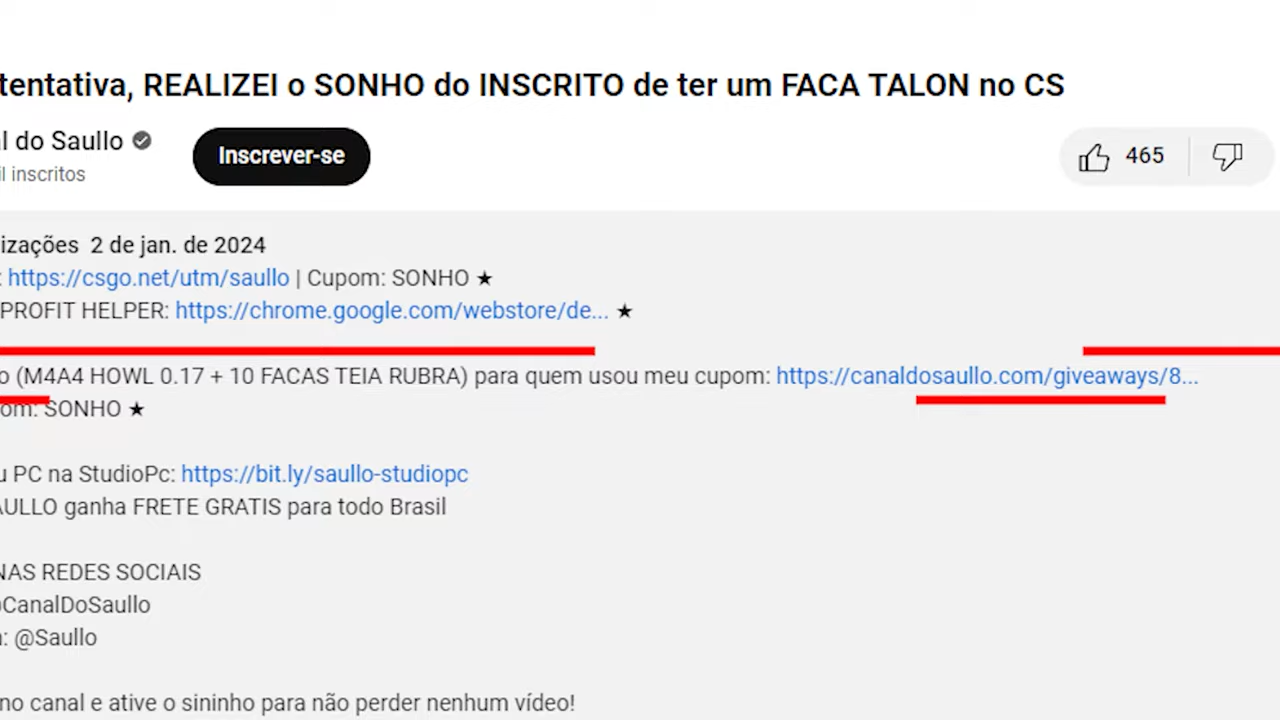 tentativa, REALIZEI o SONHO do INSCRITO de ter um FACA TALON no CS
do Saullo
Inscrever-se
465
inscritos
2 de jan. de 2024
: https://csgo.net/utm/saullo | Cupom: SONHO ★
PROFIT HELPER: https://chrome.google.com/webstore/de... ★
(M4A4 HOWL 0.17 + 10 FACAS TEIA RUBRA) para quem usou meu cupom: https://canaldosaullo.com/giveaways/8...
SONHO ★
PC na StudioPc: https://bit.ly/saullo-studiopc
ganha FRETE GRATIS para todo Brasil
NAS REDES SOCIAIS
@CanalDoSaullo
: @Saullo
no canal e ative o sininho para não perder nenhum vídeo!